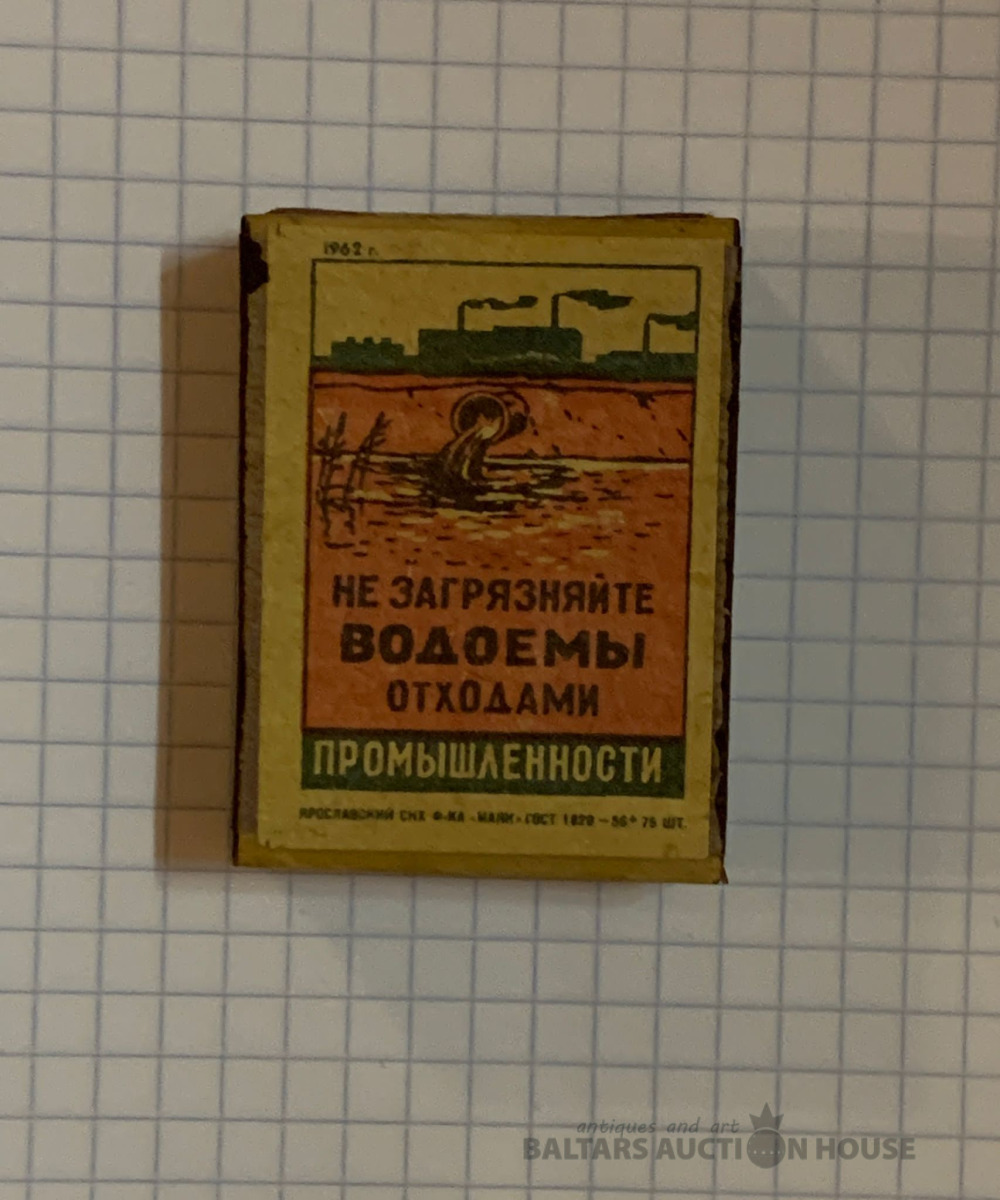 1962 г.
НЕ ЗАГРЯЗНЯЙТЕ
ВОДОЕМЫ
ОТХОДАМИ
ПРОМЫШЛЕННОСТИ
ЯРОСЛАВСКИЙ СНХ Ф-КА «МАЯК» ГОСТ 1820 — 56* 75 ШТ.
antiques and art
BALTARS AUCTION HOUSE